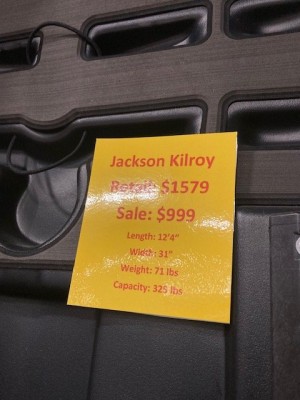 Jackson Kilroy
Retail: $1579
Sale: $999
Length: 12'4"
Width: 31"
Weight: 71 lbs
Capacity: 325 lbs